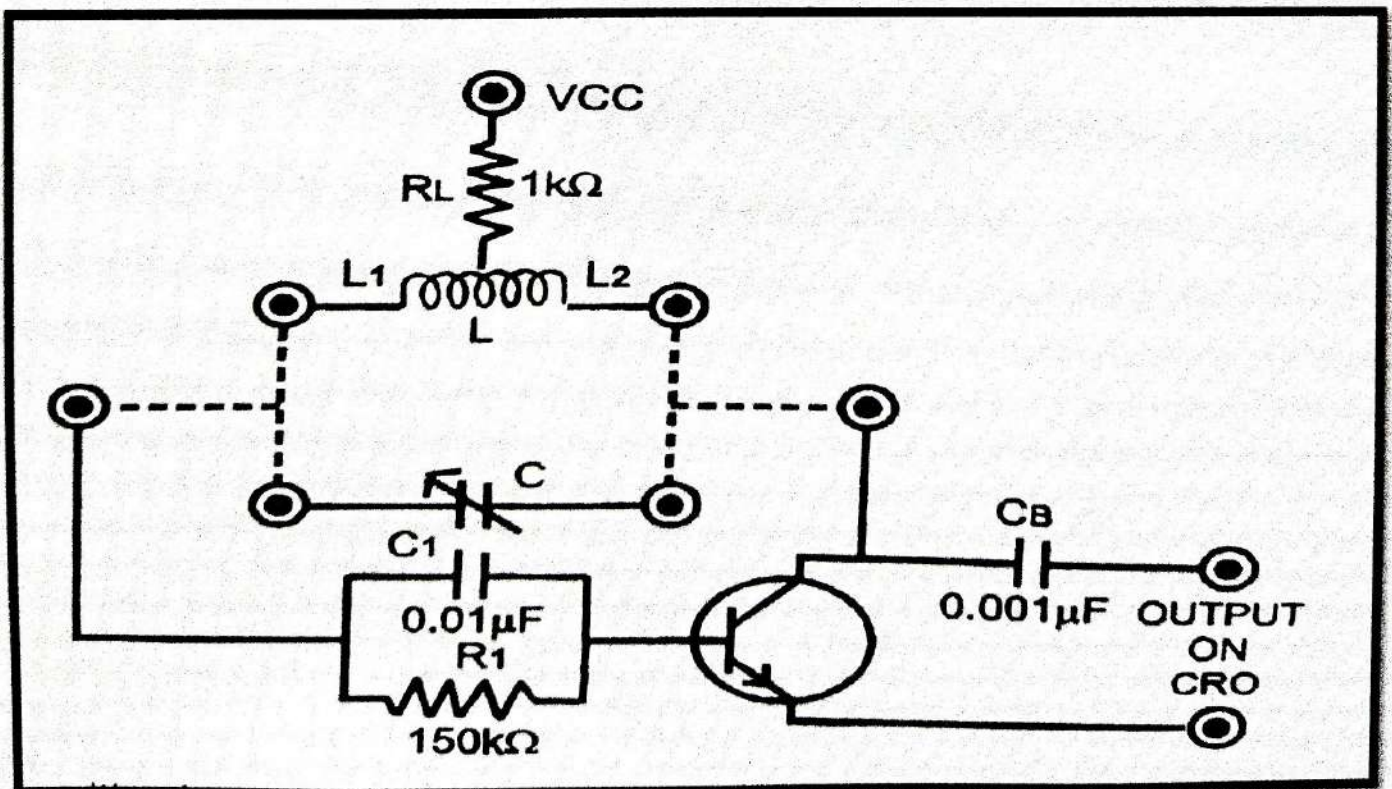 VCC
RL 1kΩ
L1 L2
L
C
C1
0.01μF
R1
150kΩ
CB
0.001μF
OUTPUT
ON
CRO